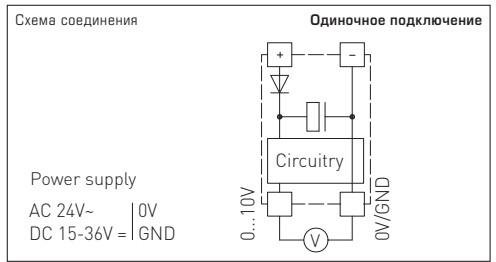 Схема соединения
Одиночное подключение
+ −
Circuitry
Power supply
AC 24V~ | 0V
DC 15-36V = | GND
0...10V
V
0V/GND